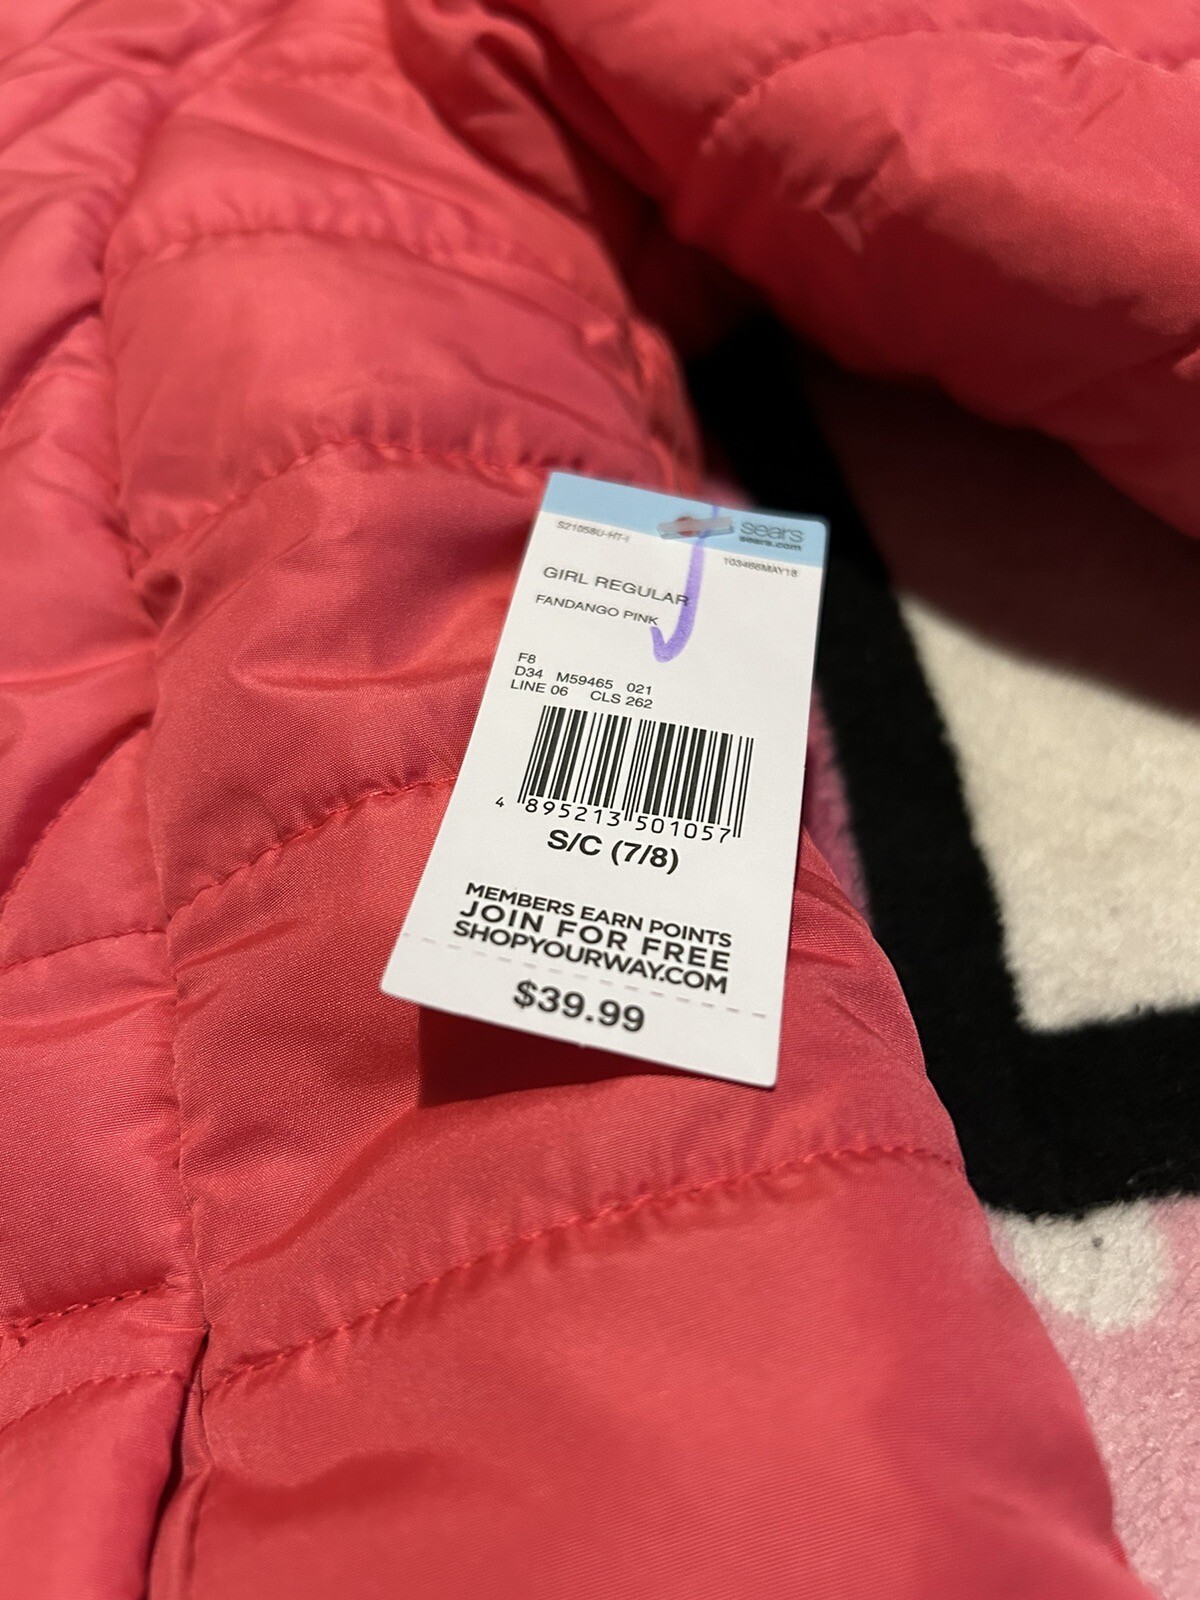 sears
sears.com
S21058U-HT-I
103466MAY18
GIRL REGULAR
FANDANGO PINK
F8
D34 M59465 021
LINE 06 CLS 262
4 895213 501057
S/C (7/8)
MEMBERS EARN POINTS
JOIN FOR FREE
SHOPYOURWAY.COM
$39.99